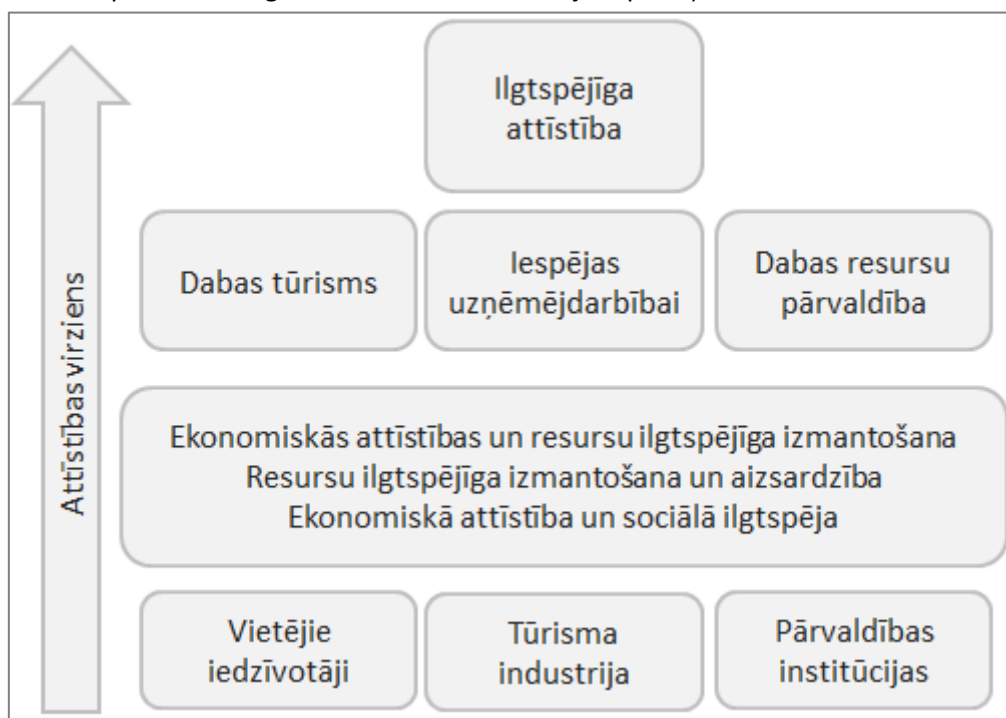 Ilgtspējīga
attīstība
Dabas tūrisms
Iespējas
uzņēmējdarbībai
Dabas resursu
pārvaldība
Attīstības virziens
Ekonomiskās attīstības un resursu ilgtspējīga izmantošana
Resursu ilgtspējīga izmantošana un aizsardzība
Ekonomiskā attīstība un sociālā ilgtspēja
Vietējie
iedzīvotāji
Tūrisma
industrija
Pārvaldības
institūcijas